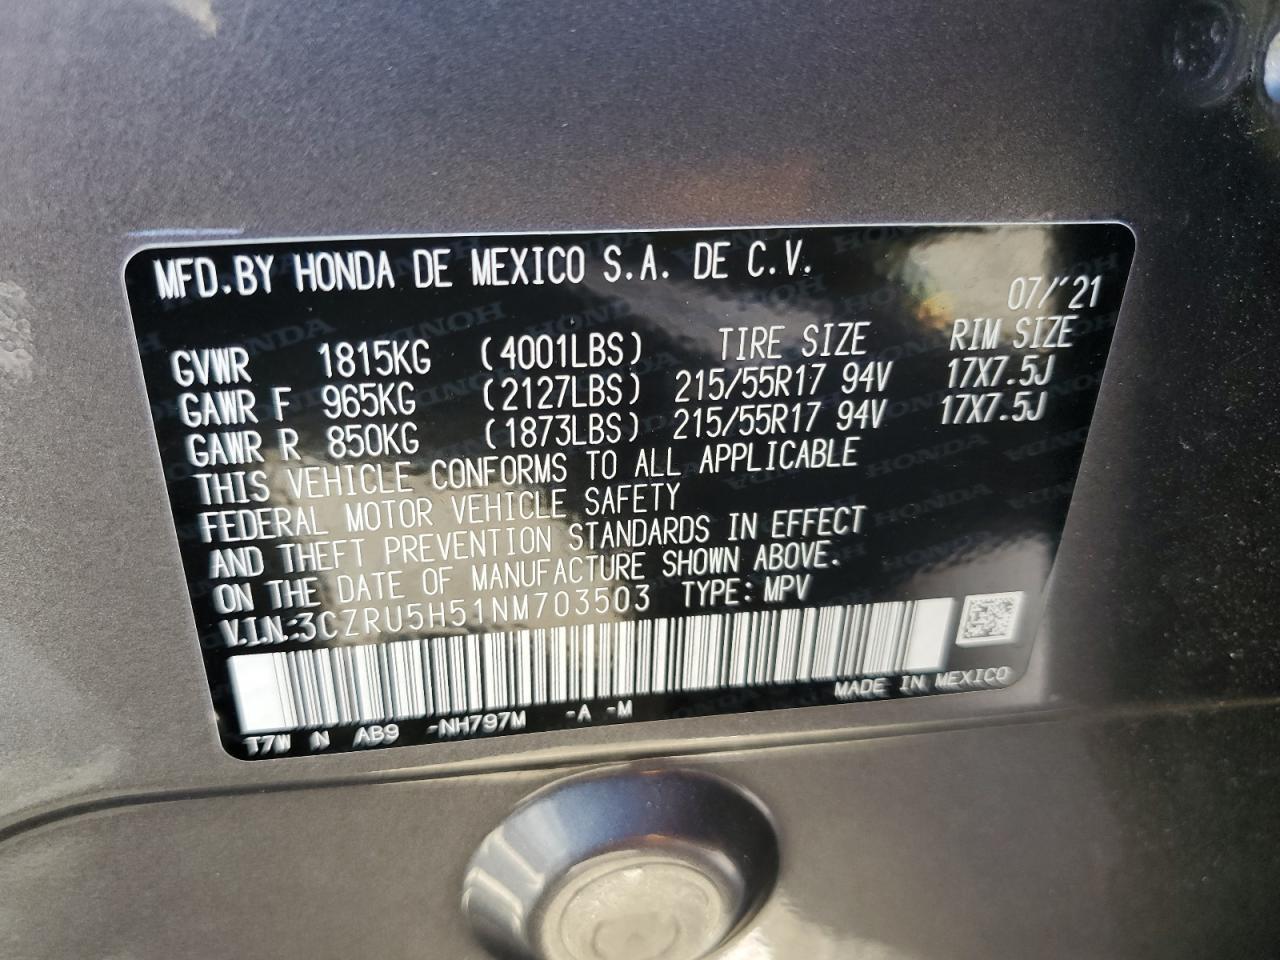 MFD.BY HONDA DE MEXICO S.A. DE C.V.
07/'21
GVWR 1815KG (4001LBS) TIRE SIZE RIM SIZE
GAWR F 965KG (2127LBS) 215/55R17 94V 17X7.5J
GAWR R 850KG (1873LBS) 215/55R17 94V 17X7.5J
THIS VEHICLE CONFORMS TO ALL APPLICABLE
FEDERAL MOTOR VEHICLE SAFETY
AND THEFT PREVENTION STANDARDS IN EFFECT
ON THE DATE OF MANUFACTURE SHOWN ABOVE.
V.I.N:3CZRU5H51NM703503 TYPE: MPV
MADE IN MEXICO
T7W N AB9 -NH797M -A -M